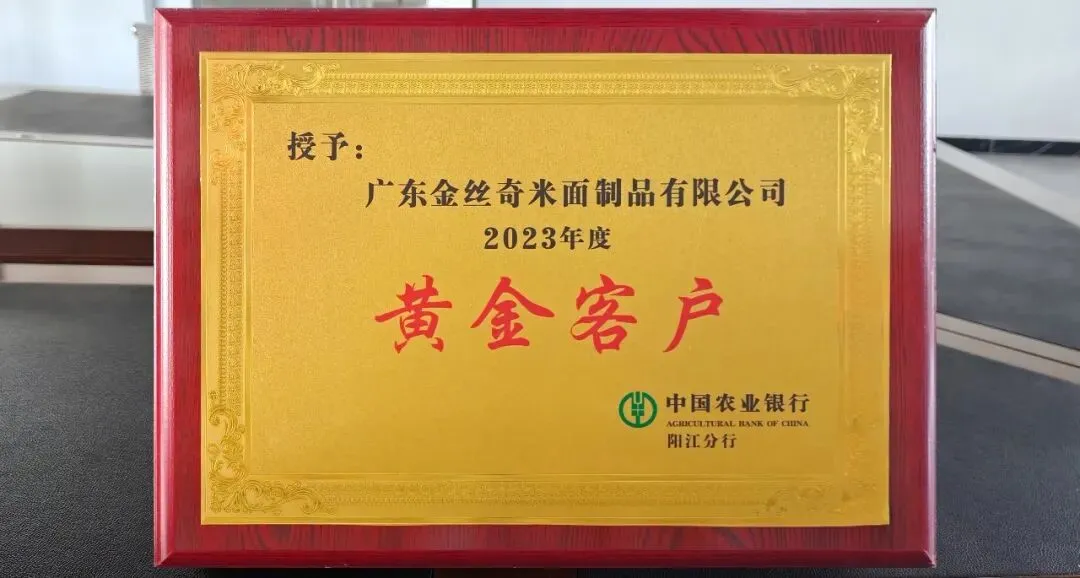 授予：
广东金丝奇米面制品有限公司
2023年度
黄金客户
中国农业银行
AGRICULTURAL BANK OF CHINA
阳江分行